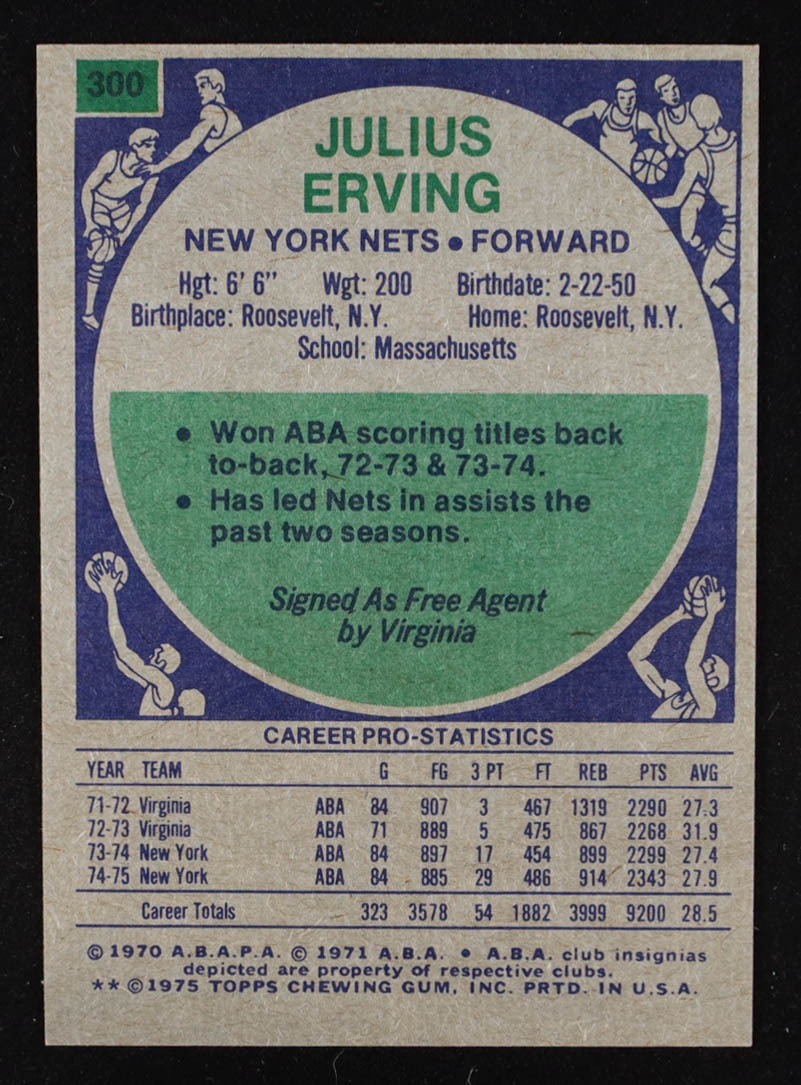 300
JULIUS
ERVING
NEW YORK NETS • FORWARD
Hgt: 6' 6" Wgt: 200 Birthdate: 2-22-50
Birthplace: Roosevelt, N.Y. Home: Roosevelt, N.Y.
School: Massachusetts
• Won ABA scoring titles back
to-back, 72-73 & 73-74.
• Has led Nets in assists the
past two seasons.
Signed As Free Agent
by Virginia
CAREER PRO-STATISTICS
YEAR TEAM G FG 3 PT FT REB PTS AVG
71-72 Virginia ABA 84 907 3 467 1319 2290 27.3
72-73 Virginia ABA 71 889 5 475 867 2268 31.9
73-74 New York ABA 84 897 17 454 899 2299 27.4
74-75 New York ABA 84 885 29 486 914 2343 27.9
Career Totals 323 3578 54 1882 3999 9200 28.5
© 1970 A.B.A.P.A. © 1971 A.B.A. • A.B.A. club insignias
depicted are property of respective clubs.
** © 1975 TOPPS CHEWING GUM, INC. PRTD. IN U.S.A.